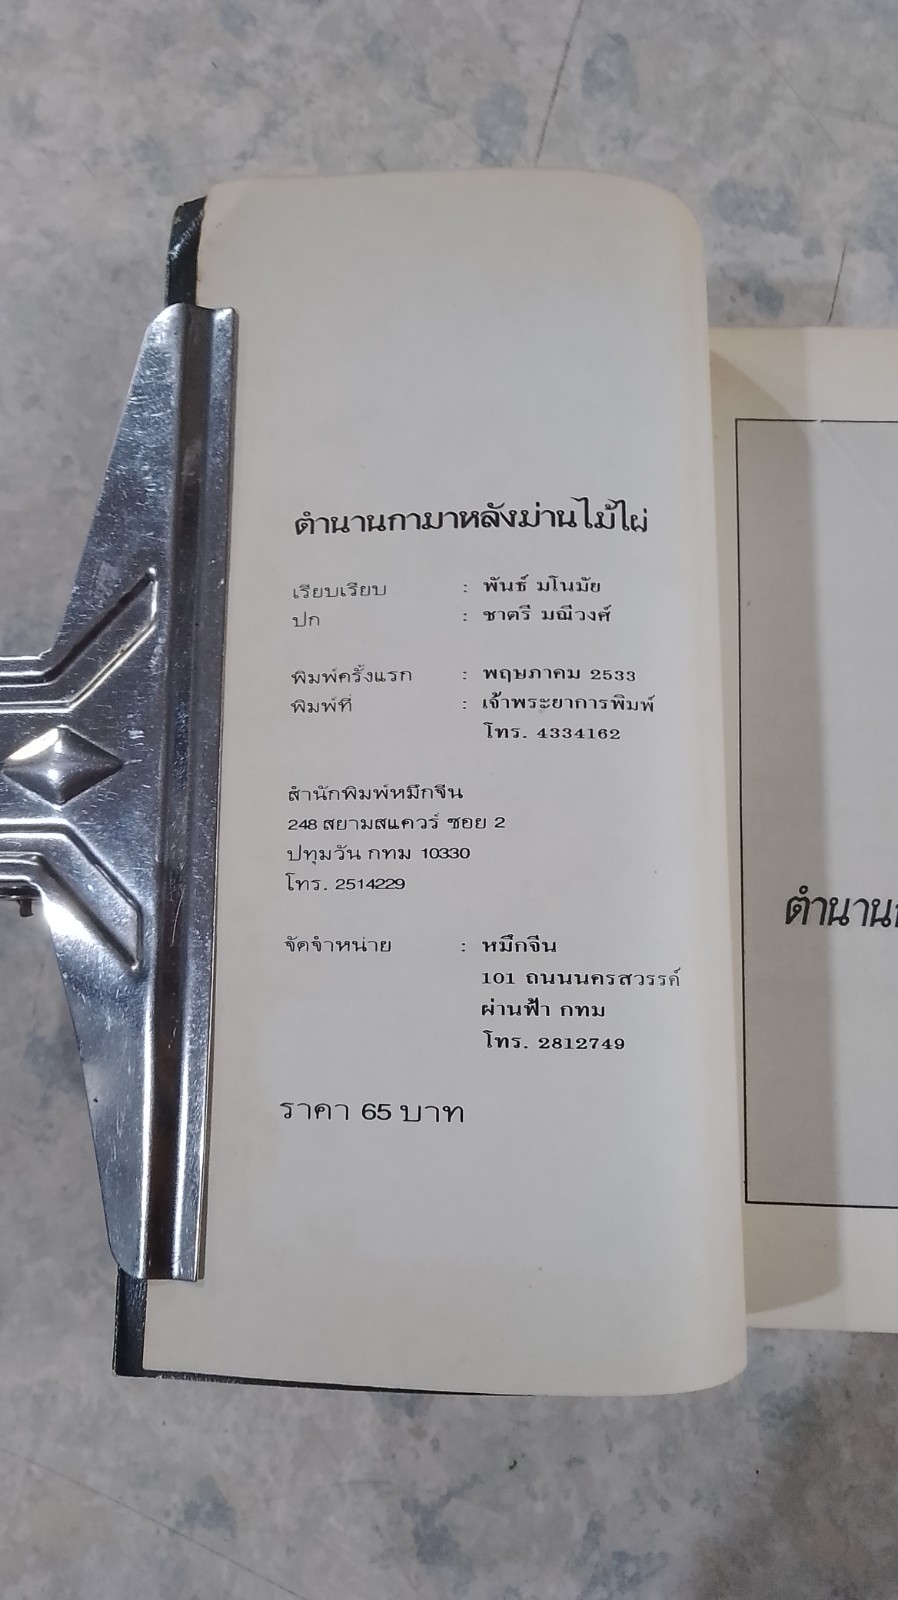 ตำนานกามาหลังม่านไม้ไผ่
เรียบเรียบ : พันธ์ มโนมัย
ปก : ชาตรี มณีวงศ์
พิมพ์ครั้งแรก : พฤษภาคม 2533
พิมพ์ที่ : เจ้าพระยาการพิมพ์
โทร. 4334162
สำนักพิมพ์หมึกจีน
248 สยามสแควร์ ซอย 2
ปทุมวัน กทม 10330
โทร. 2514229
จัดจำหน่าย : หมึกจีน
101 ถนนนครสวรรค์
ผ่านฟ้า กทม
โทร. 2812749
ราคา 65 บาท
ตำนาน